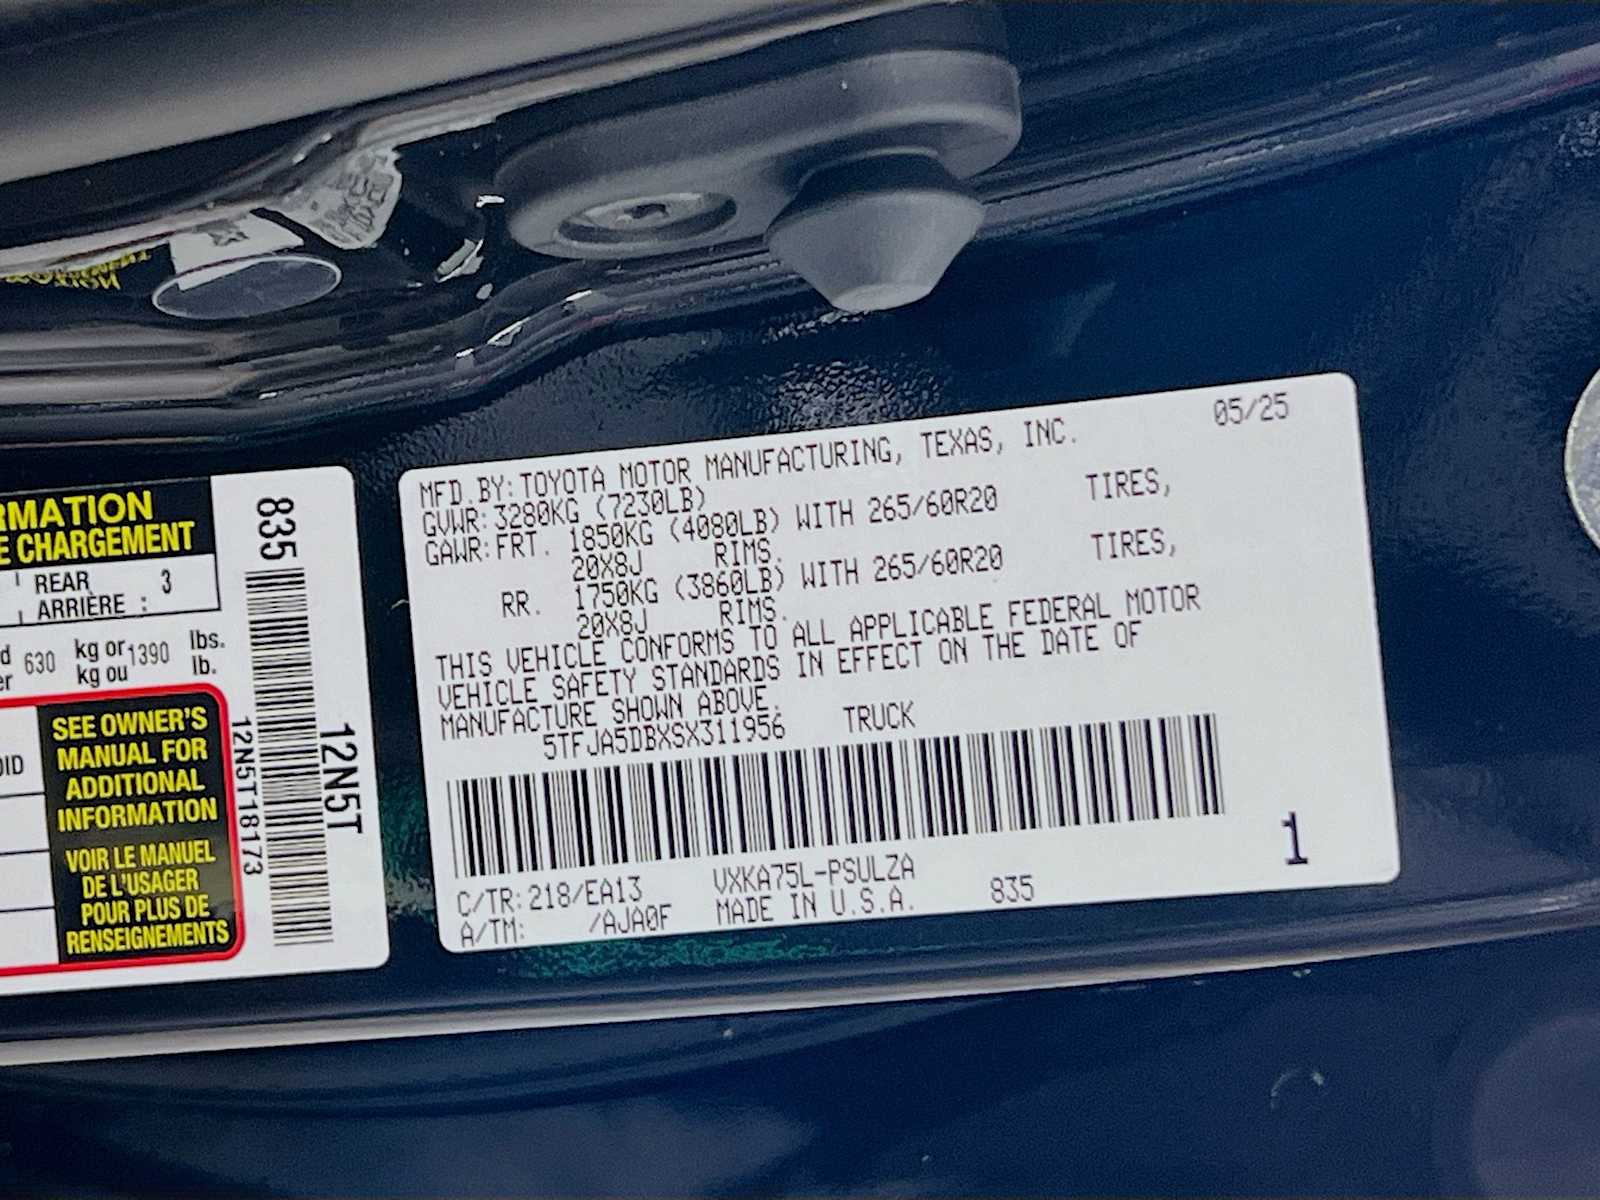 RMATION
E CHARGEMENT
REAR
ARRIÈRE : 3
630 kg or 1390 lbs.
kg ou lb.
SEE OWNER'S
MANUAL FOR
ADDITIONAL
INFORMATION
VOIR LE MANUEL
DE L'USAGER
POUR PLUS DE
RENSEIGNEMENTS
835
12N5T18173
12N5T
MFD.BY:TOYOTA MOTOR MANUFACTURING, TEXAS, INC. 05/25
GVWR:3280KG (7230LB)
GAWR:FRT. 1850KG (4080LB) WITH 265/60R20 TIRES,
20X8J RIMS.
RR. 1750KG (3860LB) WITH 265/60R20 TIRES,
20X8J RIMS.
THIS VEHICLE CONFORMS TO ALL APPLICABLE FEDERAL MOTOR
VEHICLE SAFETY STANDARDS IN EFFECT ON THE DATE OF
MANUFACTURE SHOWN ABOVE.
5TFJA5DBXSX311956 TRUCK
1
C/TR:218/EA13 VXKA75L-PSULZA
A/TM: /AJA0F MADE IN U.S.A. 835